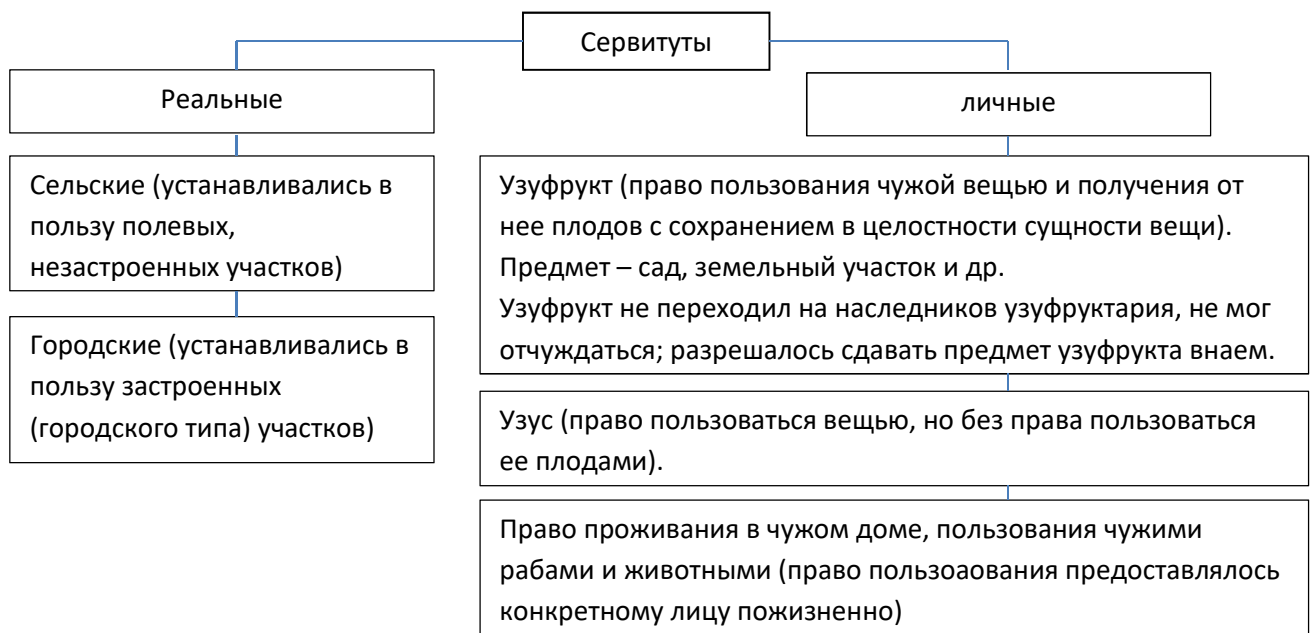 Сервитуты
Реальные
личные
Сельские (устанавливались в
пользу полевых,
незастроенных участков)
Городские (устанавливались в
пользу застроенных
(городского типа) участков)
Узуфрукт (право пользования чужой вещью и получения от
нее плодов с сохранением в целостности сущности вещи).
Предмет – сад, земельный участок и др.
Узуфрукт не переходил на наследников узуфруктария, не мог
отчуждаться; разрешалось сдавать предмет узуфрукта внаем.
Узус (право пользоваться вещью, но без права пользоваться
ее плодами).
Право проживания в чужом доме, пользования чужими
рабами и животными (право пользоаования предоставлялось
конкретному лицу пожизненно)